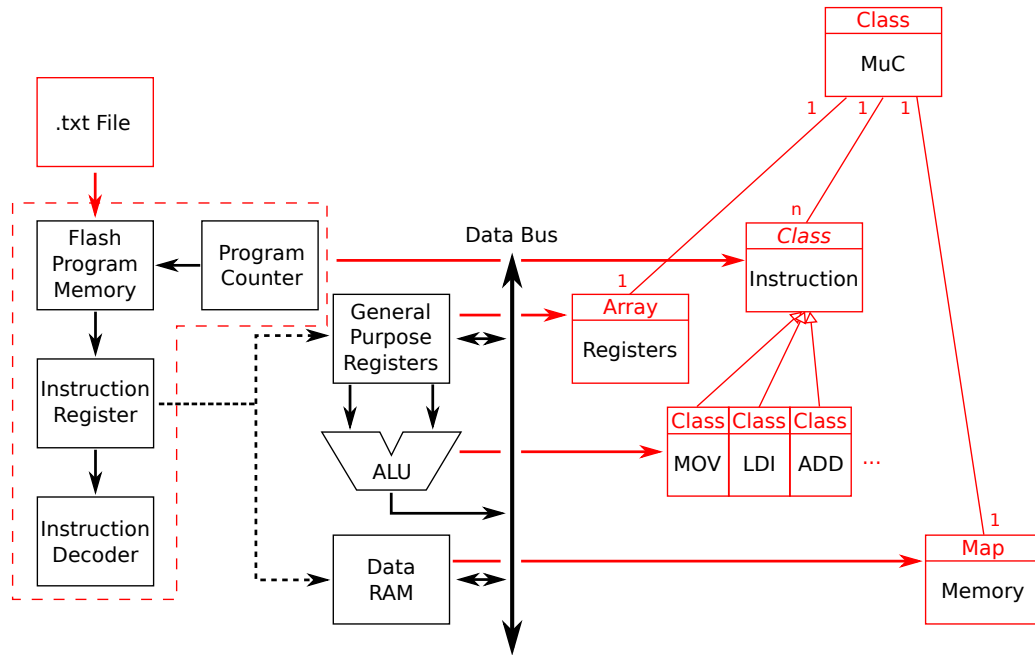 Class
MuC
1
1
1
.txt File
n
Flash
Program
Memory
Program
Counter
Data Bus
Class
Instruction
1
General
Purpose
Registers
Array
Registers
Instruction
Register
Class
Class
Class
MOV
LDI
ADD
...
ALU
Instruction
Decoder
Data
RAM
1
Map
Memory